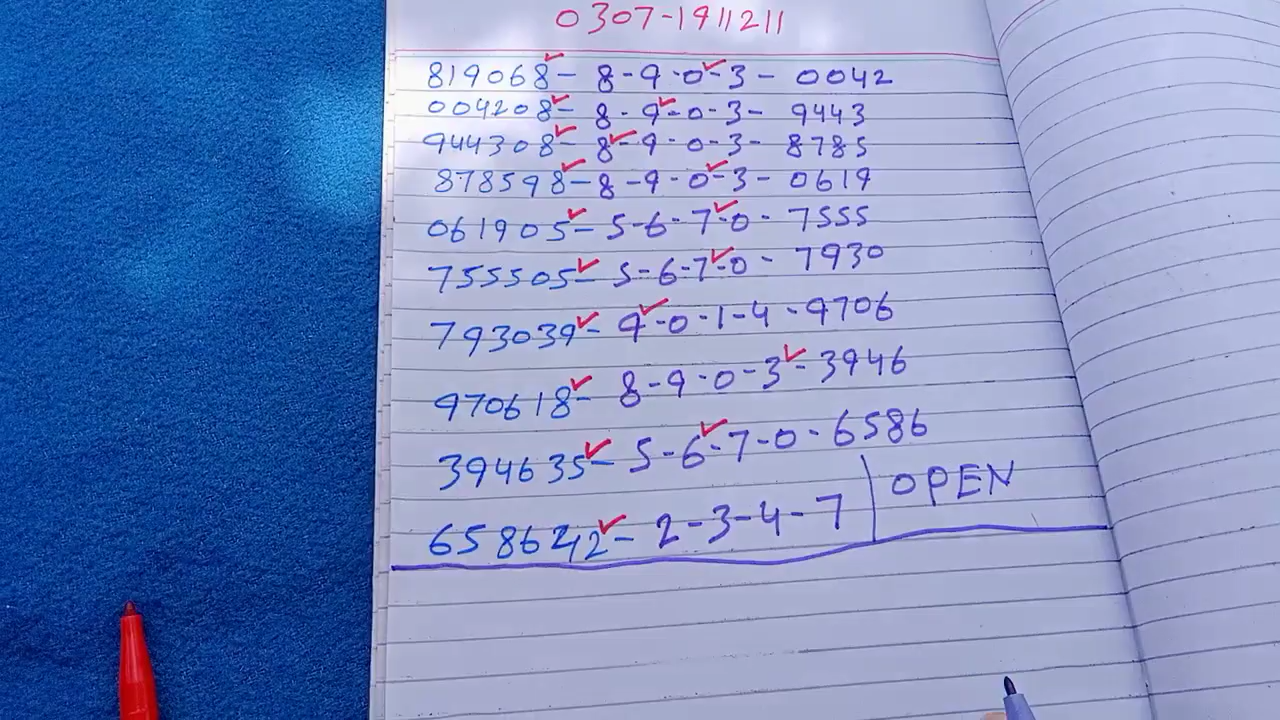 0307-1911211
819068 - 8-9-0-3 - 0042
004208 - 8-9-0-3 - 9443
944308 - 8-9-0-3 - 8785
878598 - 8-9-0-3 - 0619
061905 - 5-6-7-0 - 7555
755505 - 5-6-7-0 - 7930
793039 - 9-0-1-4 - 9706
970618 - 8-9-0-3 - 3946
394635 - 5-6-7-0 - 6586
658642 - 2-3-4-7 | OPEN